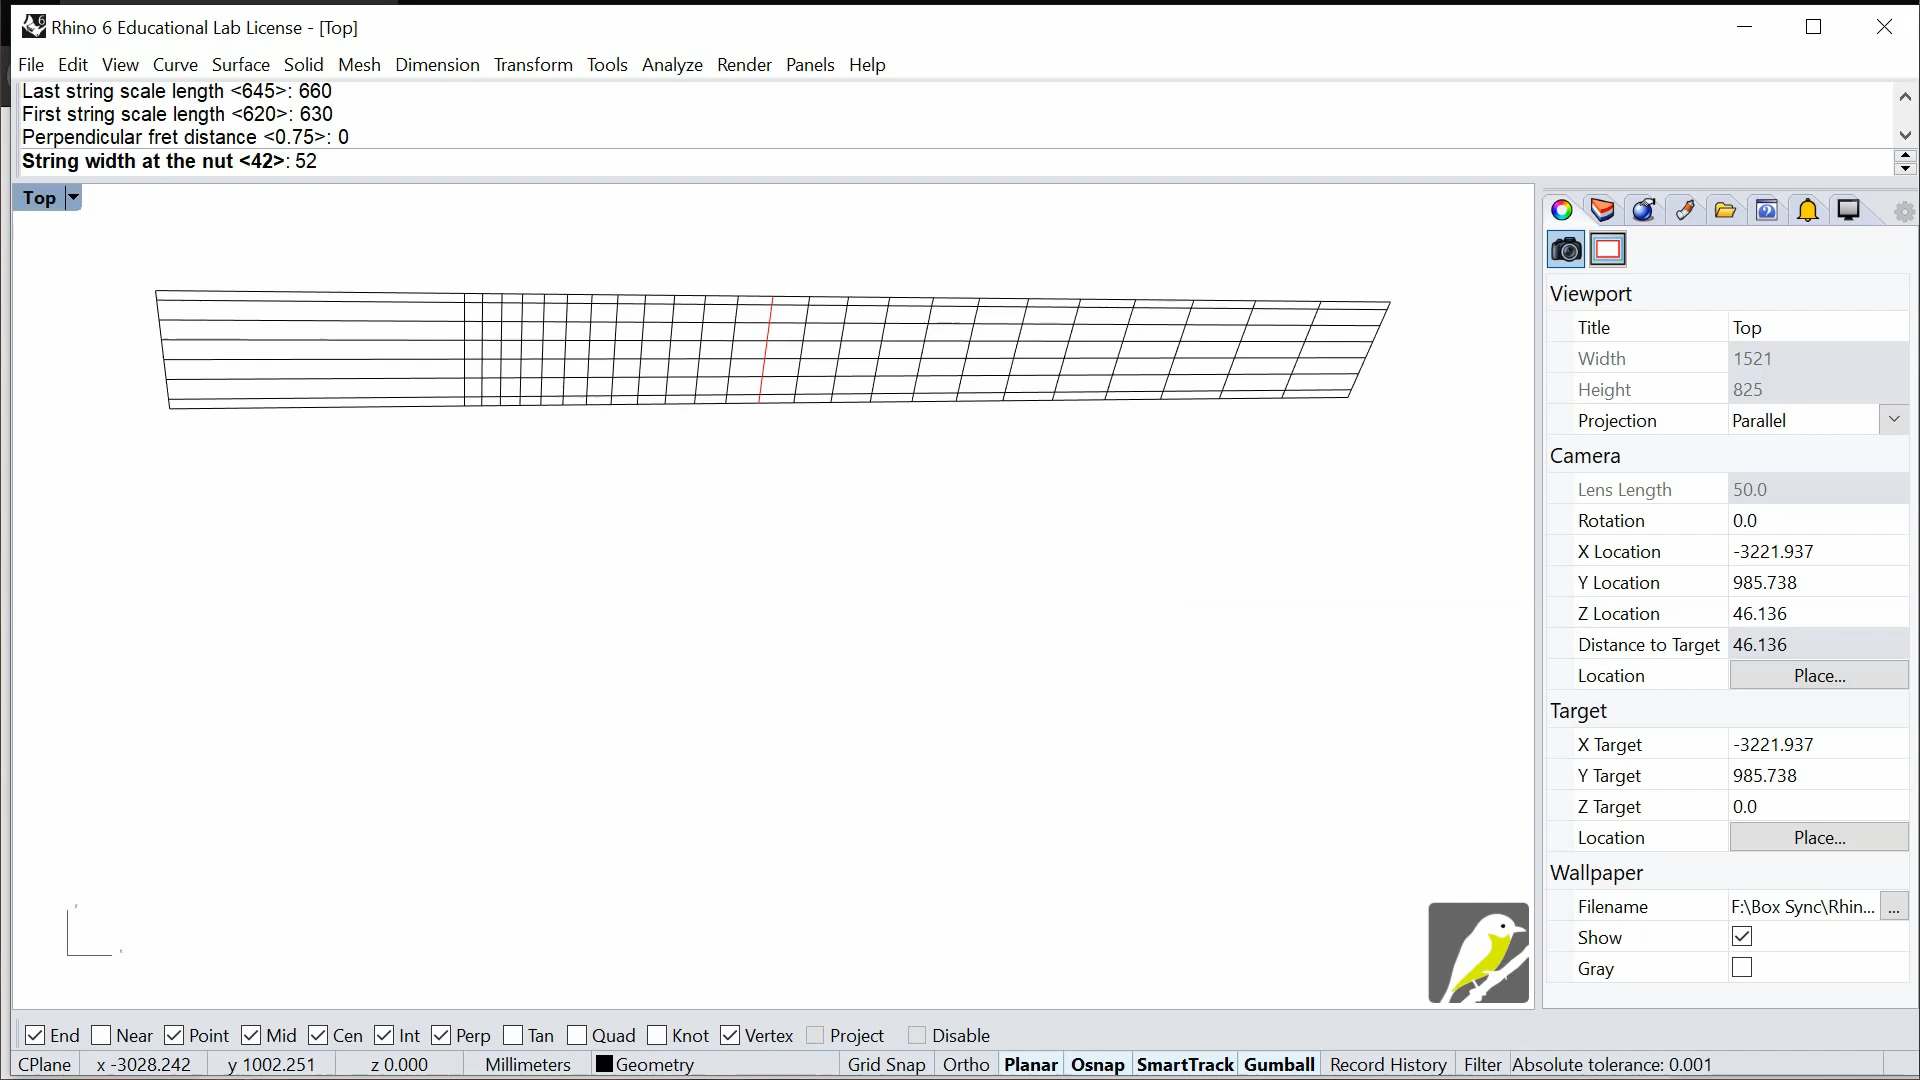 Rhino 6 Educational Lab License - [Top]
File Edit View Curve Surface Solid Mesh Dimension Transform Tools Analyze Render Panels Help
Last string scale length <645>: 660
First string scale length <620>: 630
Perpendicular fret distance <0.75>: 0
String width at the nut <42>: 52
Top
Viewport
Title Top
Width 1521
Height 825
Projection Parallel
Camera
Lens Length 50.0
Rotation 0.0
X Location -3221.937
Y Location 985.738
Z Location 46.136
Distance to Target 46.136
Location Place...
Target
X Target -3221.937
Y Target 985.738
Z Target 0.0
Location Place...
Wallpaper
Filename F:\Box Sync\Rhin... ...
Show
Gray
End Near Point Mid Cen Int Perp Tan Quad Knot Vertex Project Disable
CPlane x -3028.242 y 1002.251 z 0.000 Millimeters Geometry Grid Snap Ortho Planar Osnap SmartTrack Gumball Record History Filter Absolute tolerance: 0.001